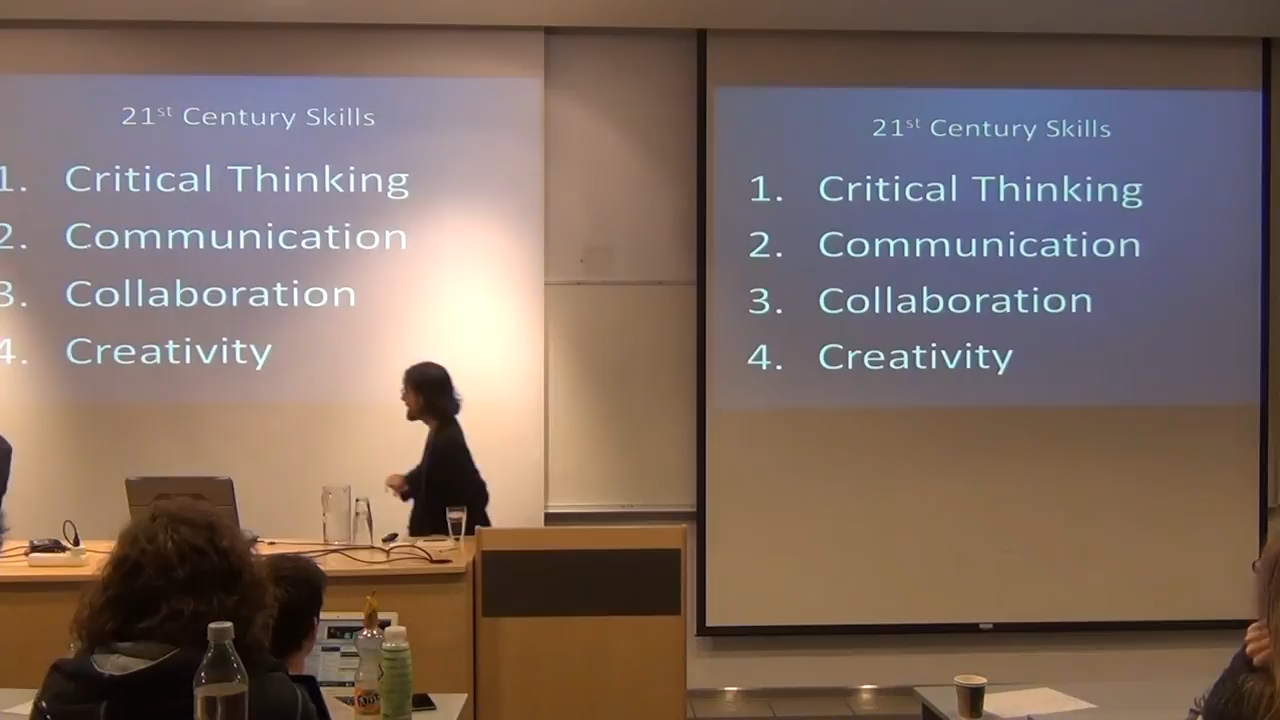 21st Century Skills
1. Critical Thinking
2. Communication
3. Collaboration
4. Creativity
21st Century Skills
1. Critical Thinking
2. Communication
3. Collaboration
4. Creativity